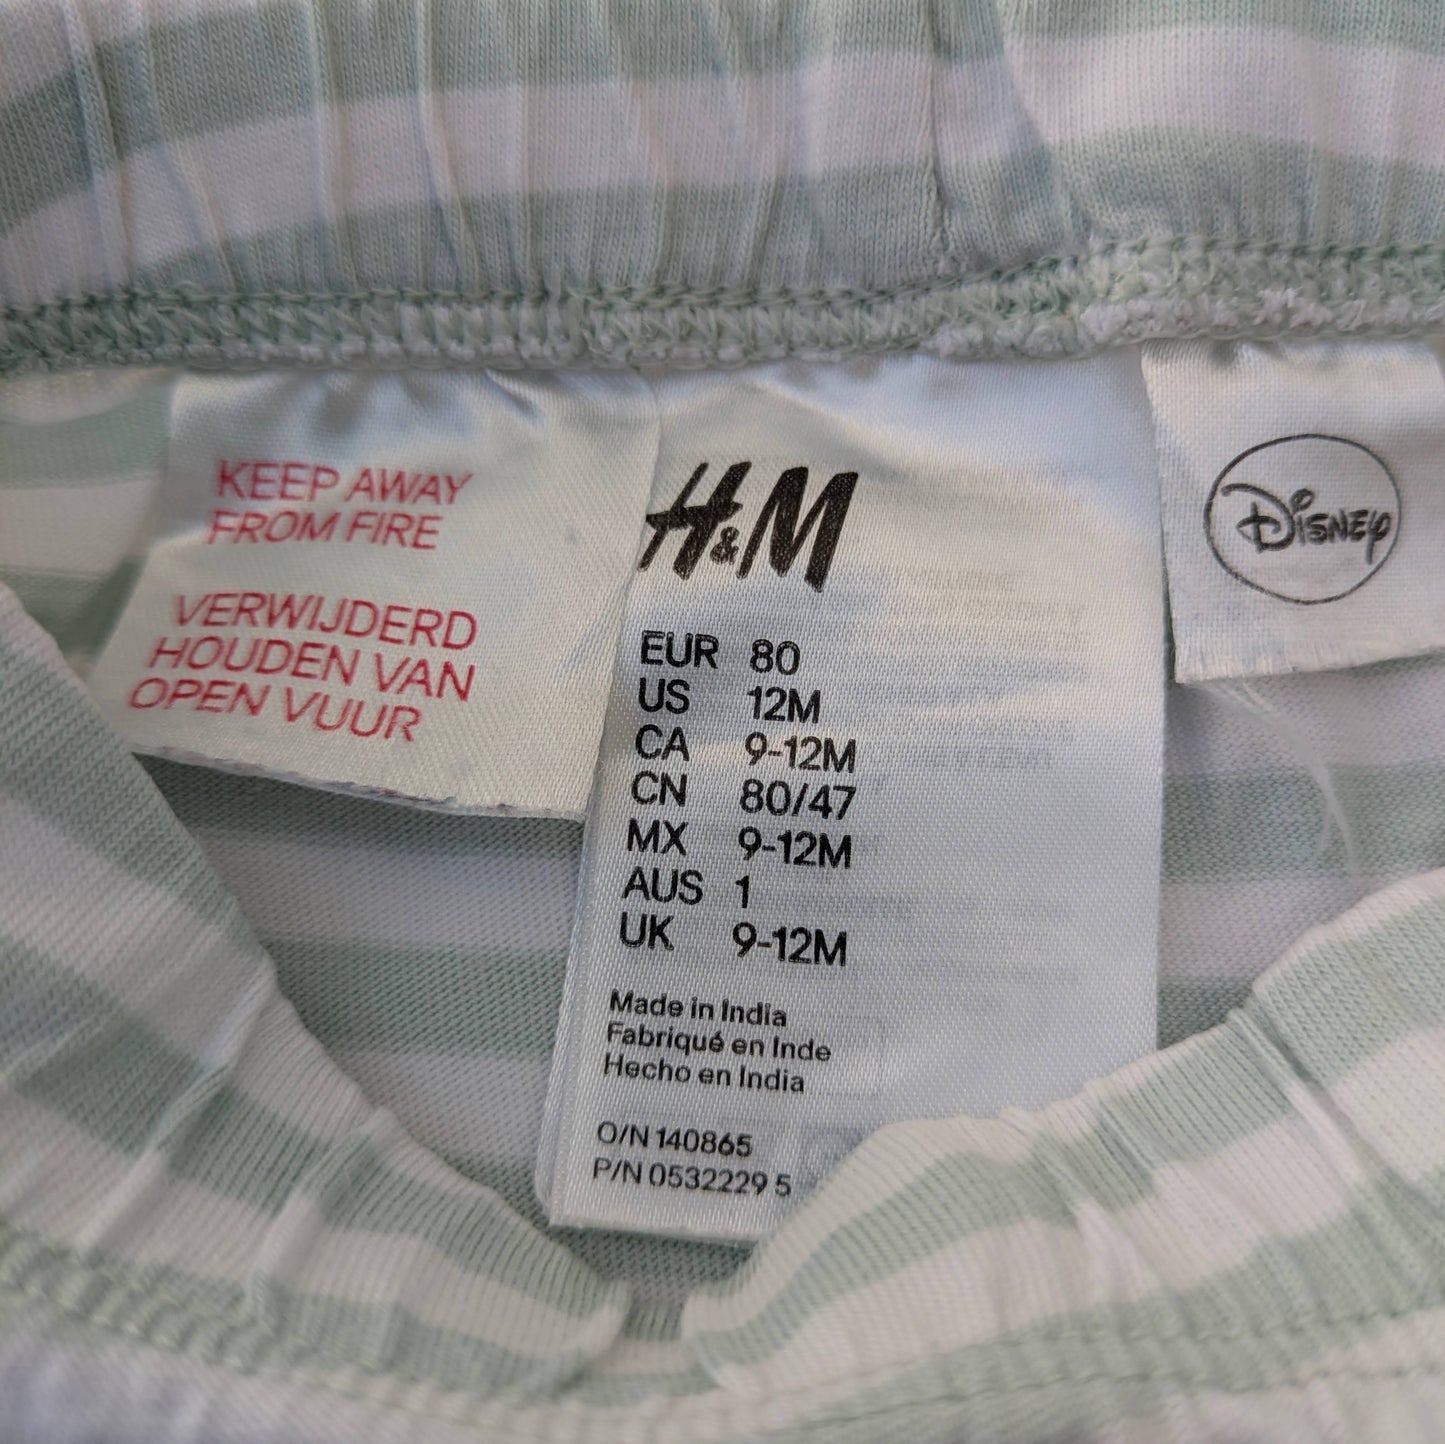 KEEP AWAY
FROM FIRE
VERWIJDERD
HOUDEN VAN
OPEN VUUR
H&M
EUR 80
US 12M
CA 9-12M
CN 80/47
MX 9-12M
AUS 1
UK 9-12M
Made in India
Fabriqué en Inde
Hecho en India
O/N 140865
P/N 0532229 5
Disney